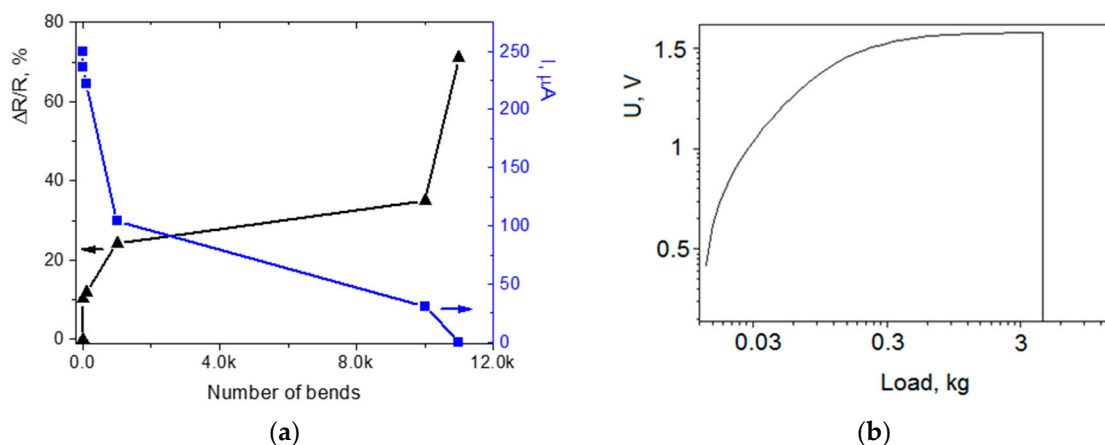 80
60
40
20
0
ΔR/R, %
250
200
150
100
50
0
I, μA
0.0 4.0k 8.0k 12.0k
Number of bends
(a)
1.5
1
0.5
U, V
0.03 0.3 3
Load, kg
(b)